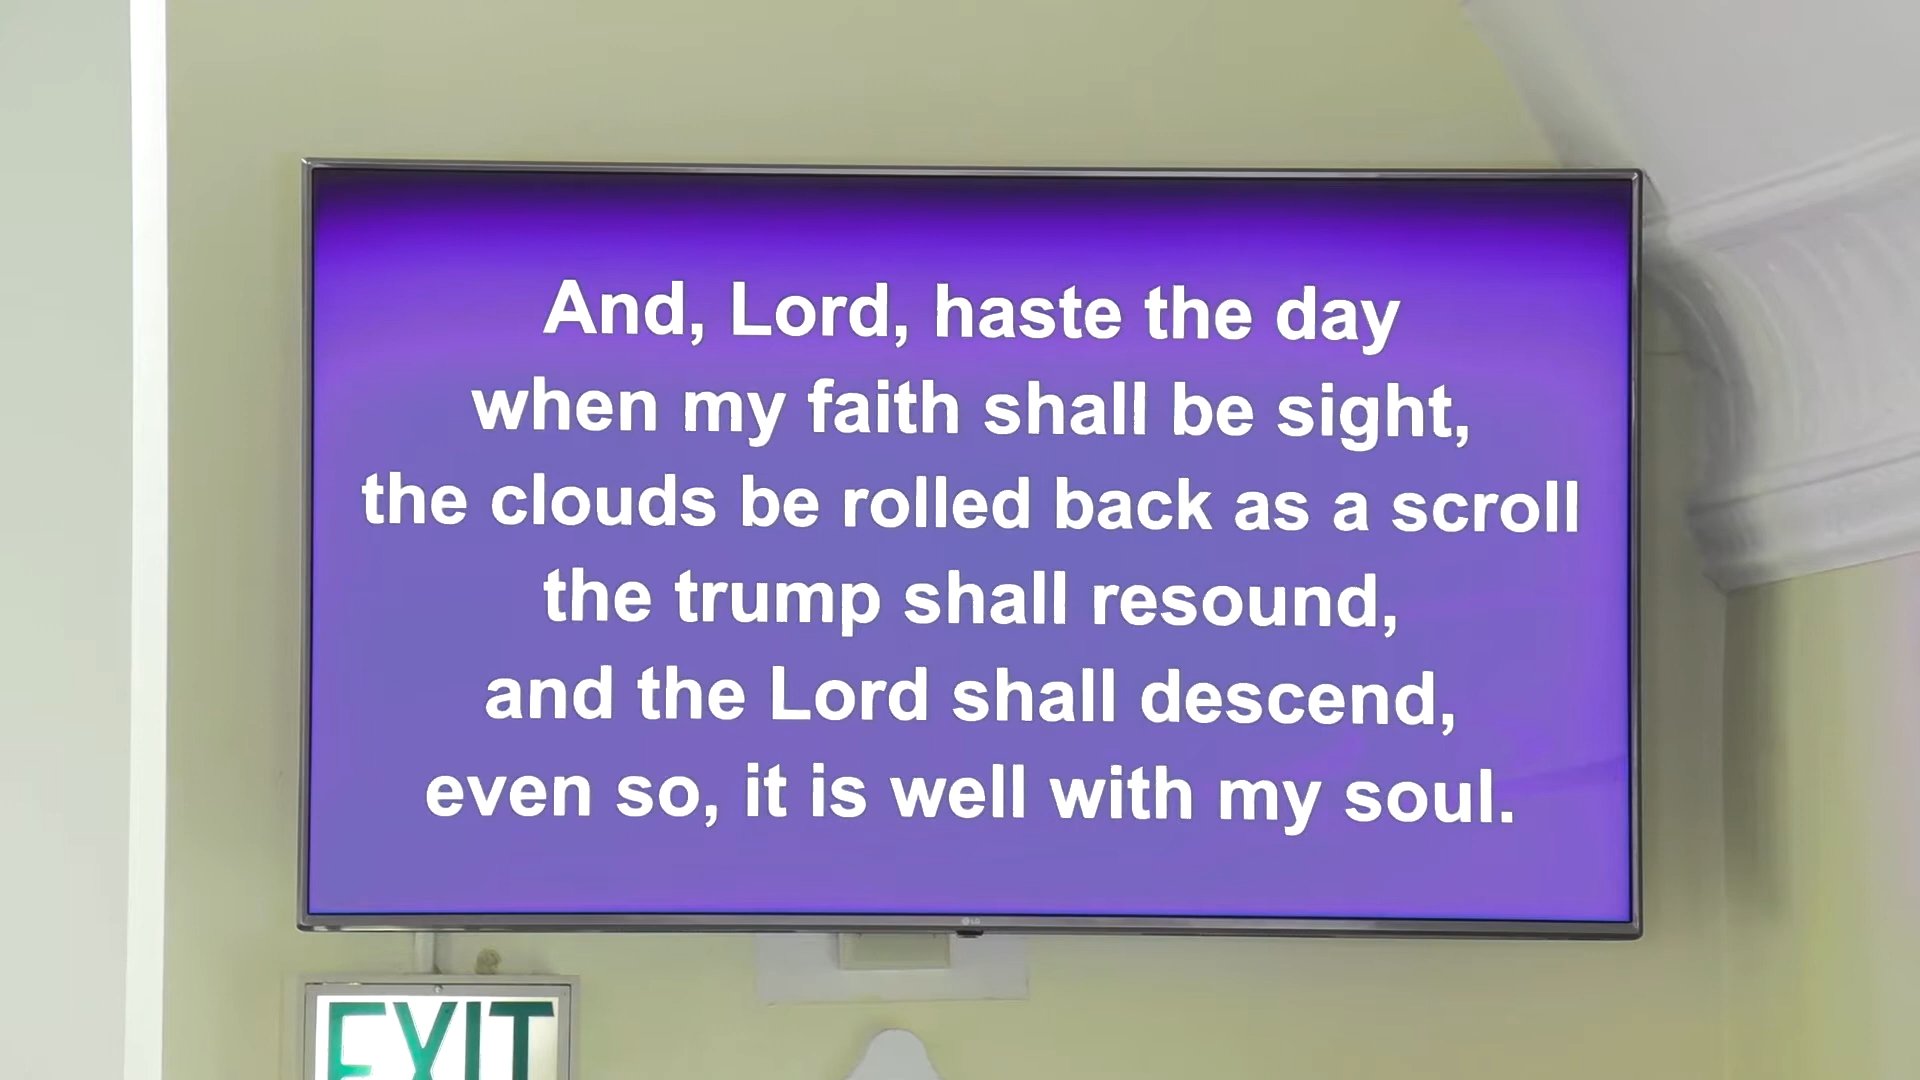 And, Lord, haste the day
when my faith shall be sight,
the clouds be rolled back as a scroll
the trump shall resound,
and the Lord shall descend,
even so, it is well with my soul.
LG
EXIT